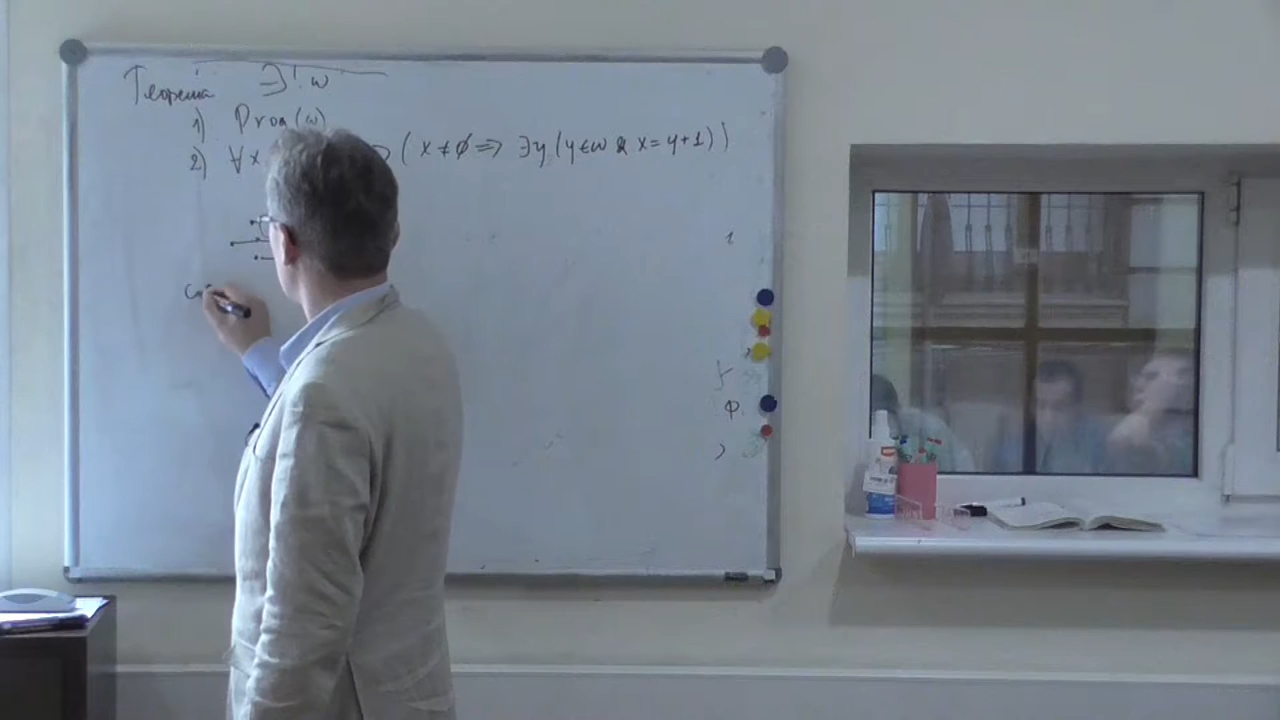 Теорема ∃! ω
1) Prog(ω)
2) ∀x ⇒ (x≠∅ ⇒ ∃y (y∈ω & x=y+1))